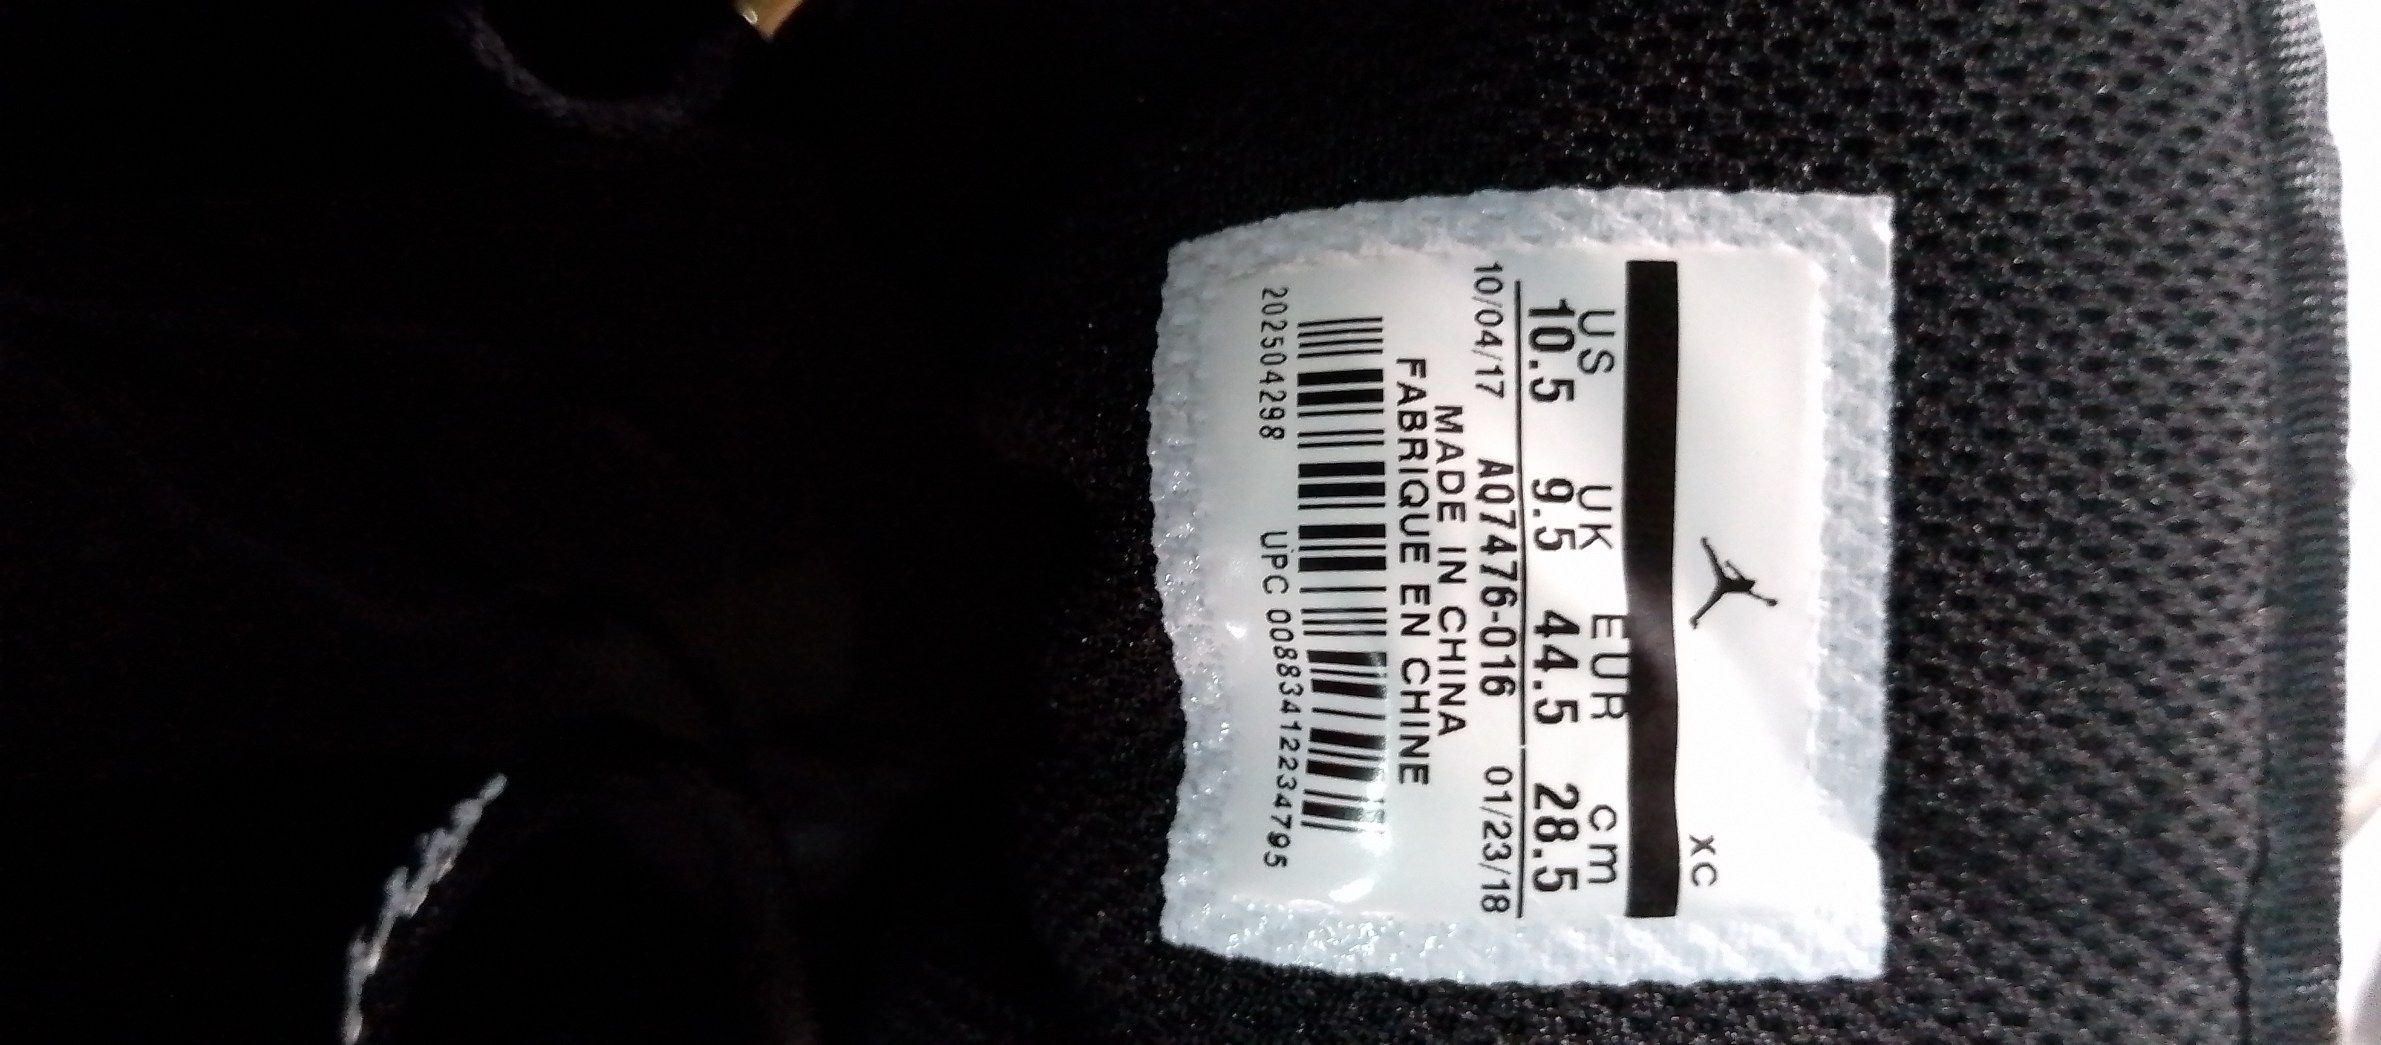 XC
US UK EUR cm
10.5 9.5 44.5 28.5
10/04/17 AQ7476-016 01/23/18
MADE IN CHINA
FABRIQUE EN CHINE
2025504298 UPC 00883412234795